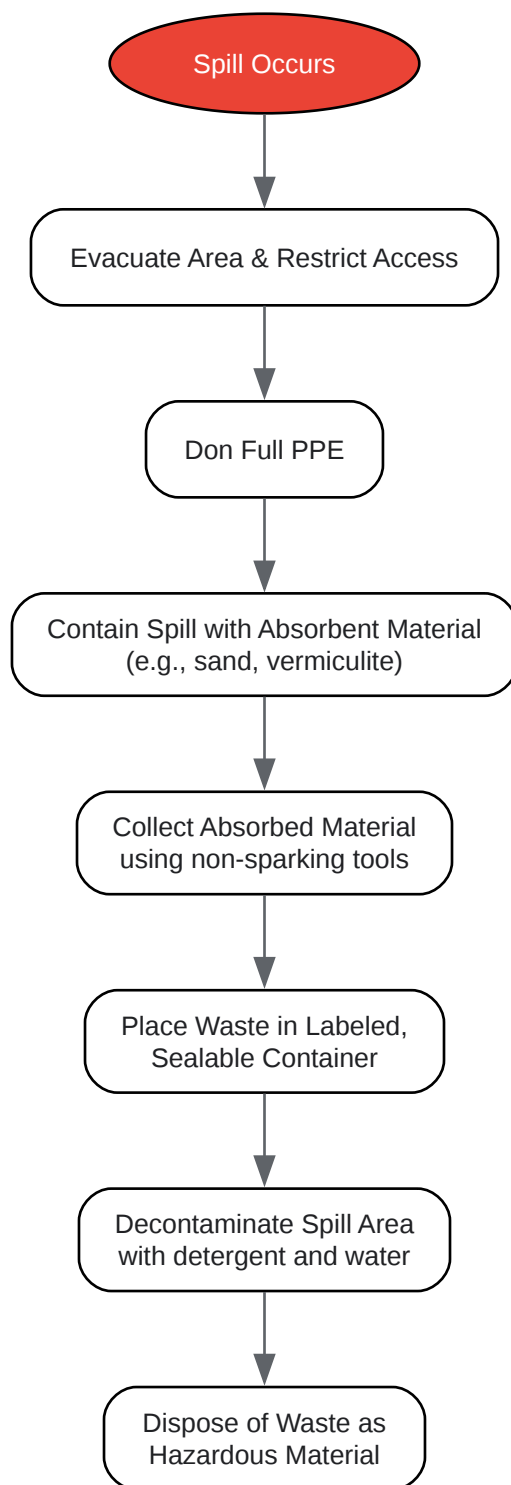 Spill Occurs
Evacuate Area & Restrict Access
Don Full PPE
Contain Spill with Absorbent Material
(e.g., sand, vermiculite)
Collect Absorbed Material
using non-sparking tools
Place Waste in Labeled,
Sealable Container
Decontaminate Spill Area
with detergent and water
Dispose of Waste as
Hazardous Material